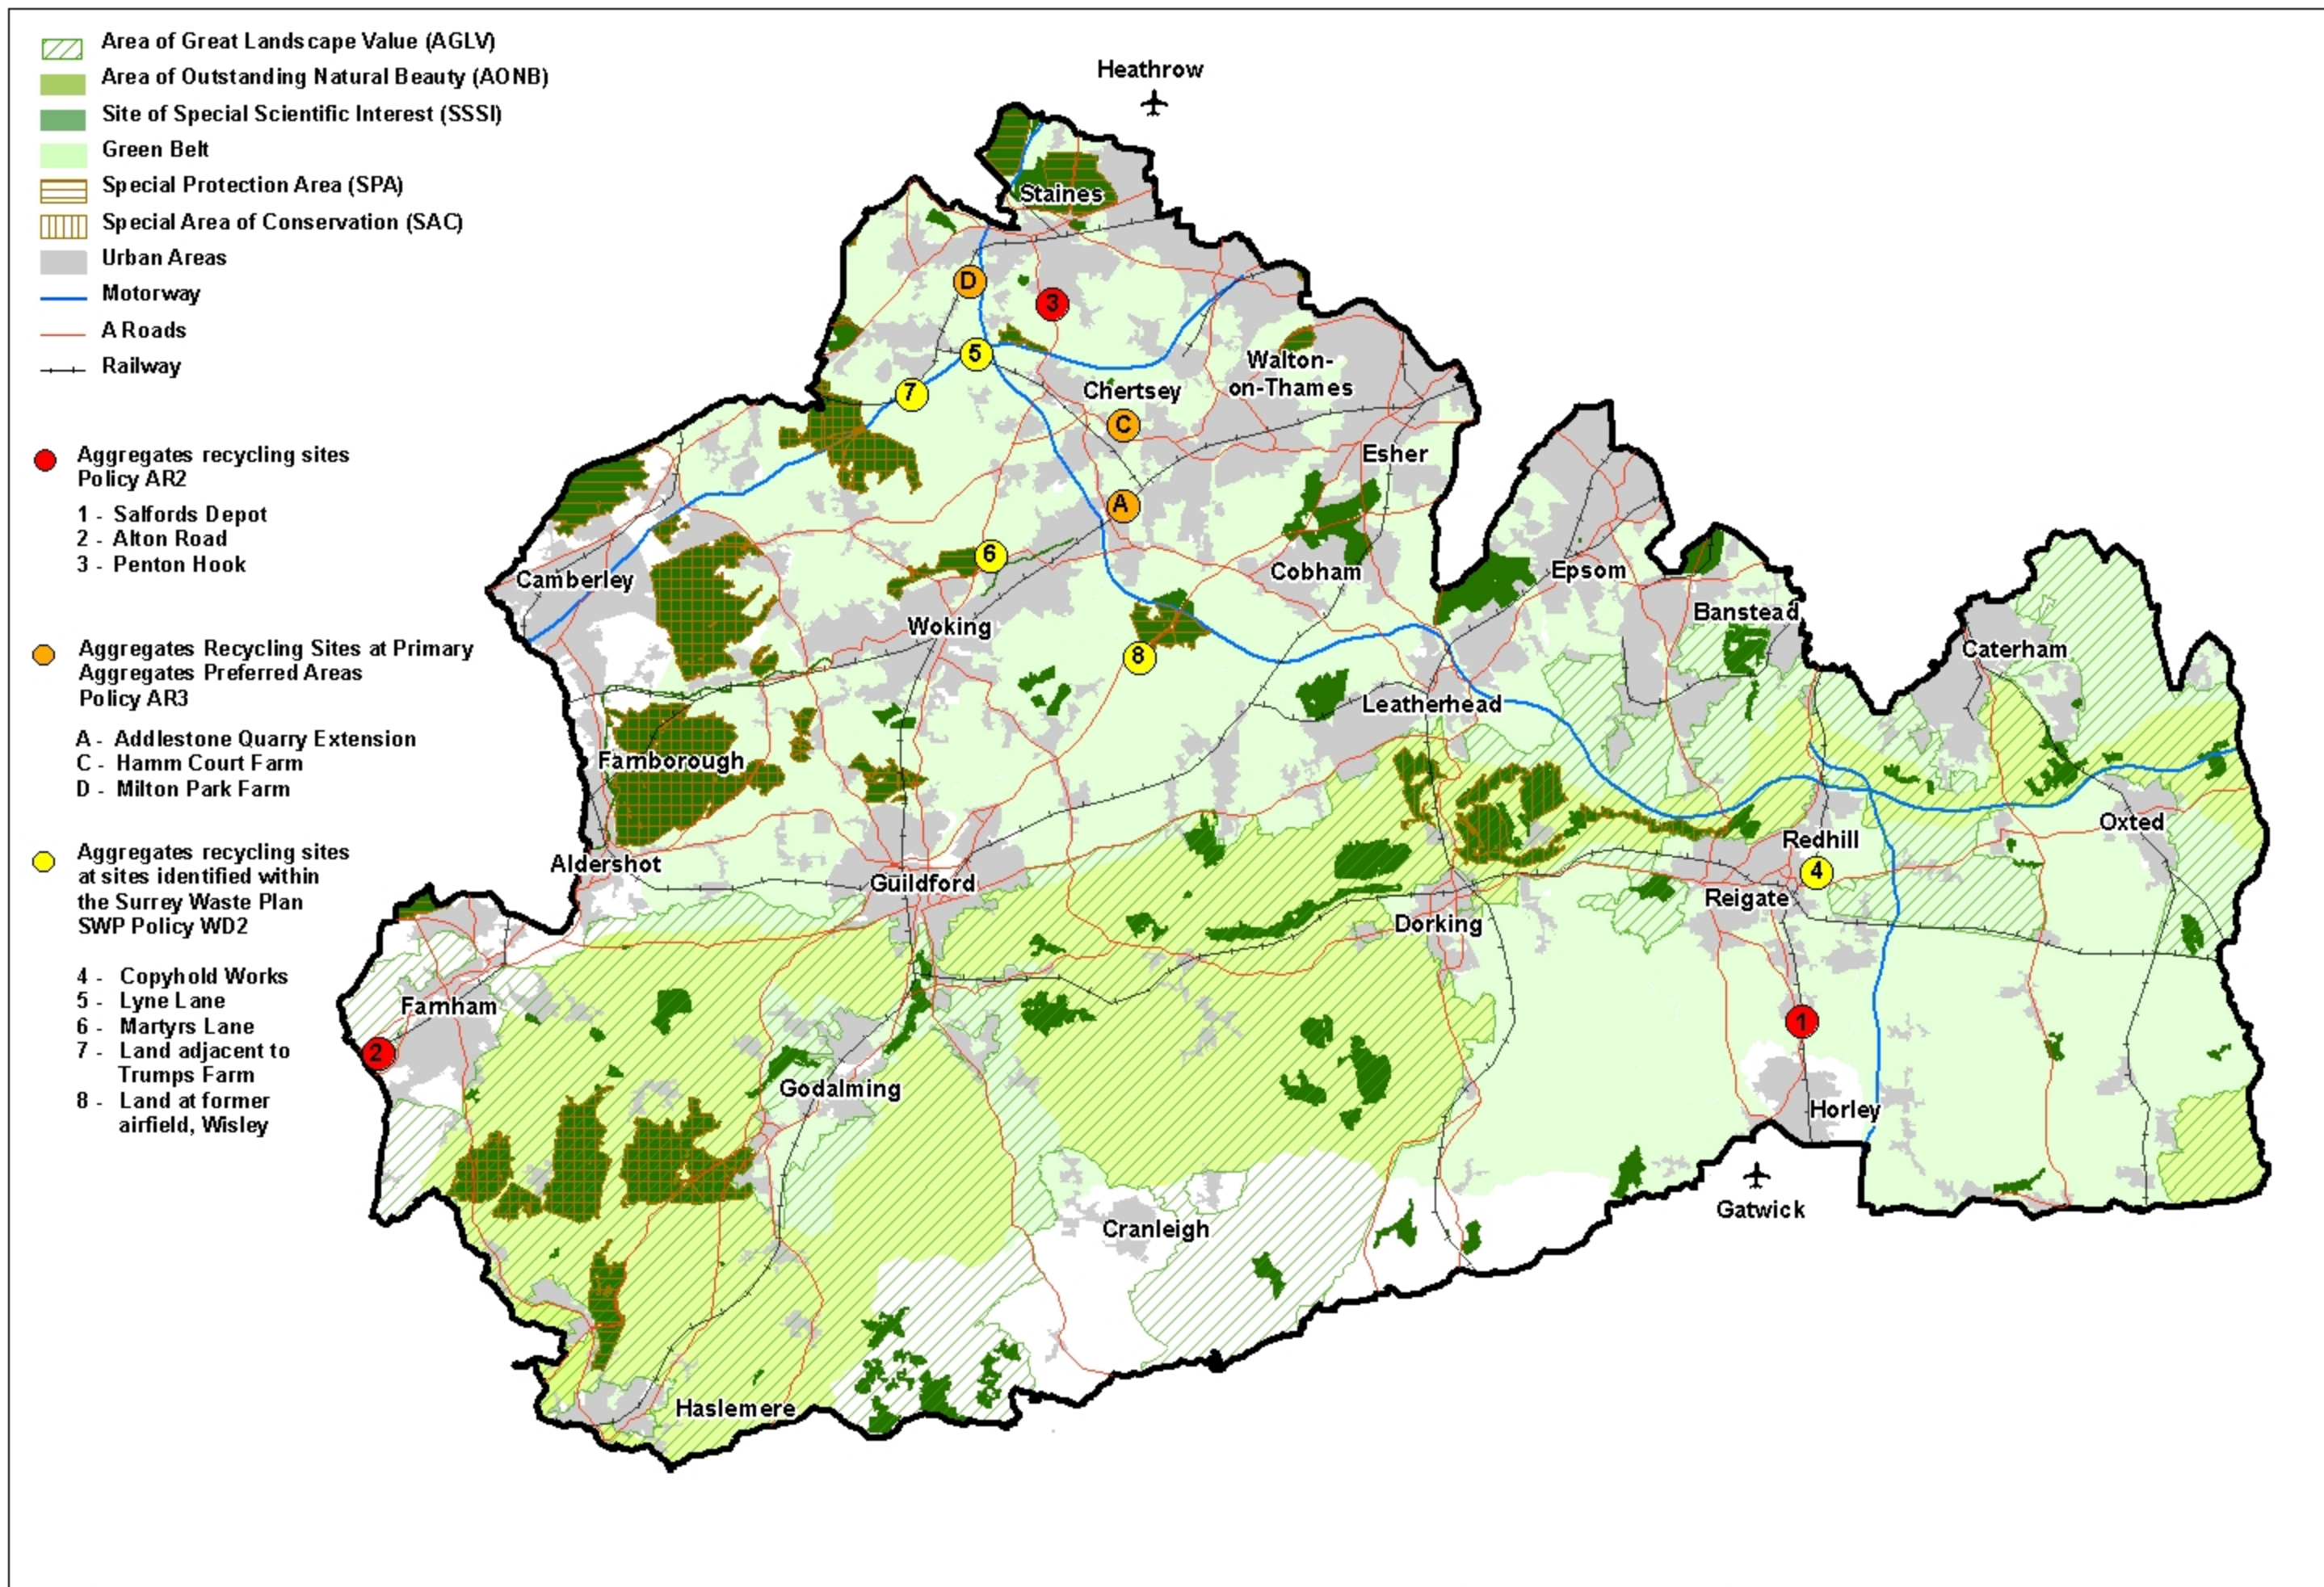 Area of Great Landscape Value (AGLV)
Area of Outstanding Natural Beauty (AONB)
Site of Special Scientific Interest (SSSI)
Green Belt
Special Protection Area (SPA)
Special Area of Conservation (SAC)
Urban Areas
Motorway
A Roads
Railway
Aggregates recycling sites
Policy AR2
1 - Salfords Depot
2 - Alton Road
3 - Penton Hook
Aggregates Recycling Sites at Primary
Aggregates Preferred Areas
Policy AR3
A - Addlestone Quarry Extension
C - Hamm Court Farm
D - Milton Park Farm
Aggregates recycling sites
at sites identified within
the Surrey Waste Plan
SWP Policy WD2
4 - Copyhold Works
5 - Lyne Lane
6 - Martyrs Lane
7 - Land adjacent to
Trumps Farm
8 - Land at former
airfield, Wisley
Heathrow
Staines
D
3
5
7
Chertsey
Walton-
on-Thames
C
Esher
A
6
Camberley
Cobham
Epsom
Woking
Banstead
8
Caterham
Leatherhead
Farnborough
Oxted
Redhill
Aldershot
4
Guildford
Reigate
Dorking
Farnham
1
2
Godalming
Horley
Gatwick
Cranleigh
Haslemere